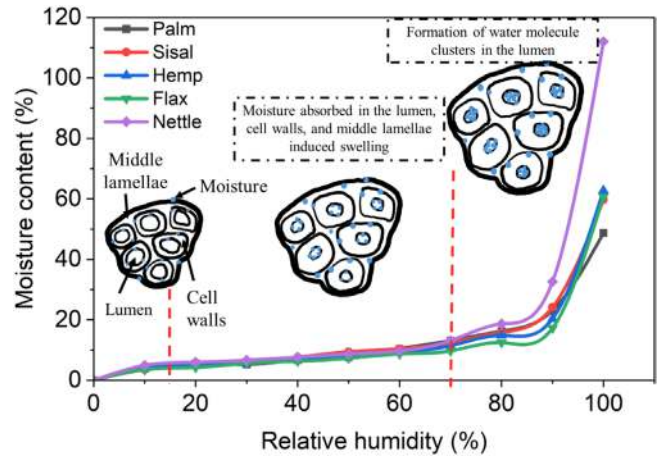 Moisture content (%)
120
100
80
60
40
20
0
Palm
Sisal
Hemp
Flax
Nettle
Formation of water molecule
clusters in the lumen
Moisture absorbed in the lumen,
cell walls, and middle lamellae
induced swelling
Middle
lamellae
Moisture
Lumen
Cell
walls
0
20
40
60
80
100
Relative humidity (%)